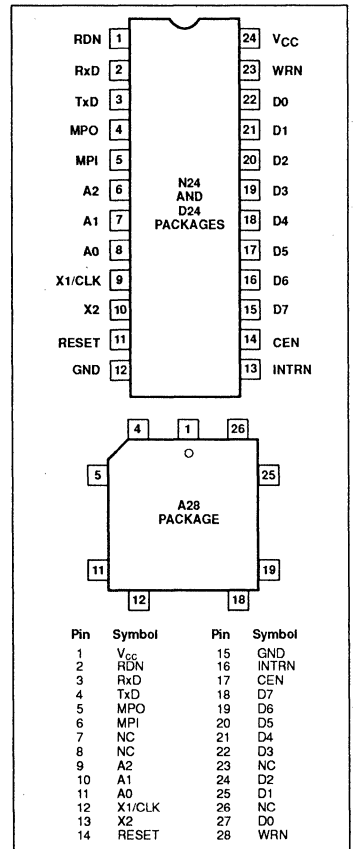 RDN 1 24 VCC
RxD 2 23 WRN
TxD 3 22 D0
MPO 4 21 D1
MPI 5 20 D2
A2 6 19 D3
A1 7 18 D4
A0 8 17 D5
X1/CLK 9 16 D6
X2 10 15 D7
RESET 11 14 CEN
GND 12 13 INTRN
N24
AND
D24
PACKAGES
4 1 26
5 25
A28
PACKAGE
11 19
12 18
Pin Symbol Pin Symbol
1 VCC 15 GND
2 RDN 16 INTRN
3 RxD 17 CEN
4 TxD 18 D7
5 MPO 19 D6
6 MPI 20 D5
7 NC 21 D4
8 NC 22 D3
9 A2 23 NC
10 A1 24 D2
11 A0 25 D1
12 X1/CLK 26 NC
13 X2 27 D0
14 RESET 28 WRN